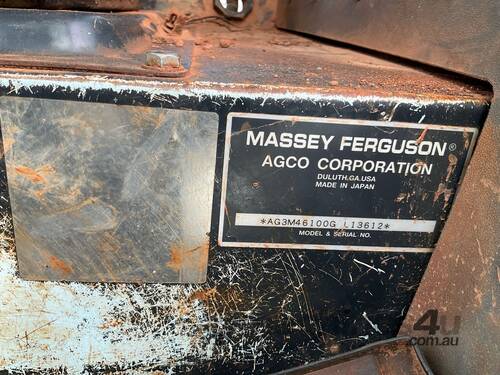 MASSEY FERGUSON®
AGCO CORPORATION
DULUTH.GA.USA
MADE IN JAPAN
*AG3M46100G L13612*
MODEL & SERIAL NO.
4u
.com.au